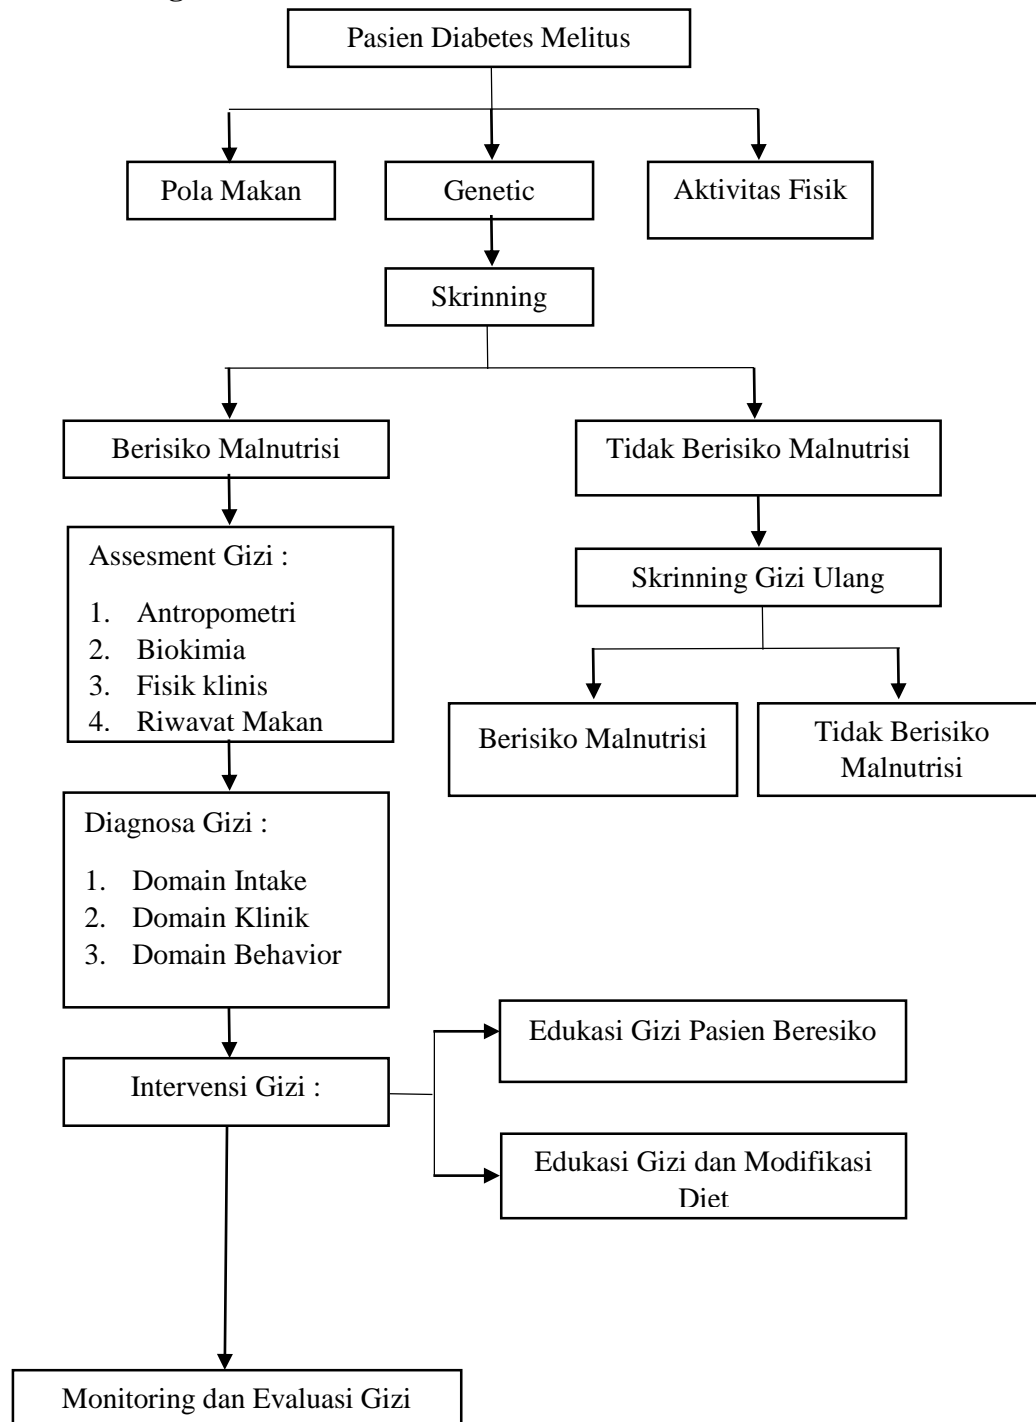 Pasien Diabetes Melitus
Pola Makan
Genetic
Aktivitas Fisik
Skrinning
Berisiko Malnutrisi
Tidak Berisiko Malnutrisi
Assesment Gizi :
1. Antropometri
2. Biokimia
3. Fisik klinis
4. Riwayat Makan
Skrinning Gizi Ulang
Berisiko Malnutrisi
Tidak Berisiko
Malnutrisi
Diagnosa Gizi :
1. Domain Intake
2. Domain Klinik
3. Domain Behavior
Intervensi Gizi :
Edukasi Gizi Pasien Beresiko
Edukasi Gizi dan Modifikasi
Diet
Monitoring dan Evaluasi Gizi